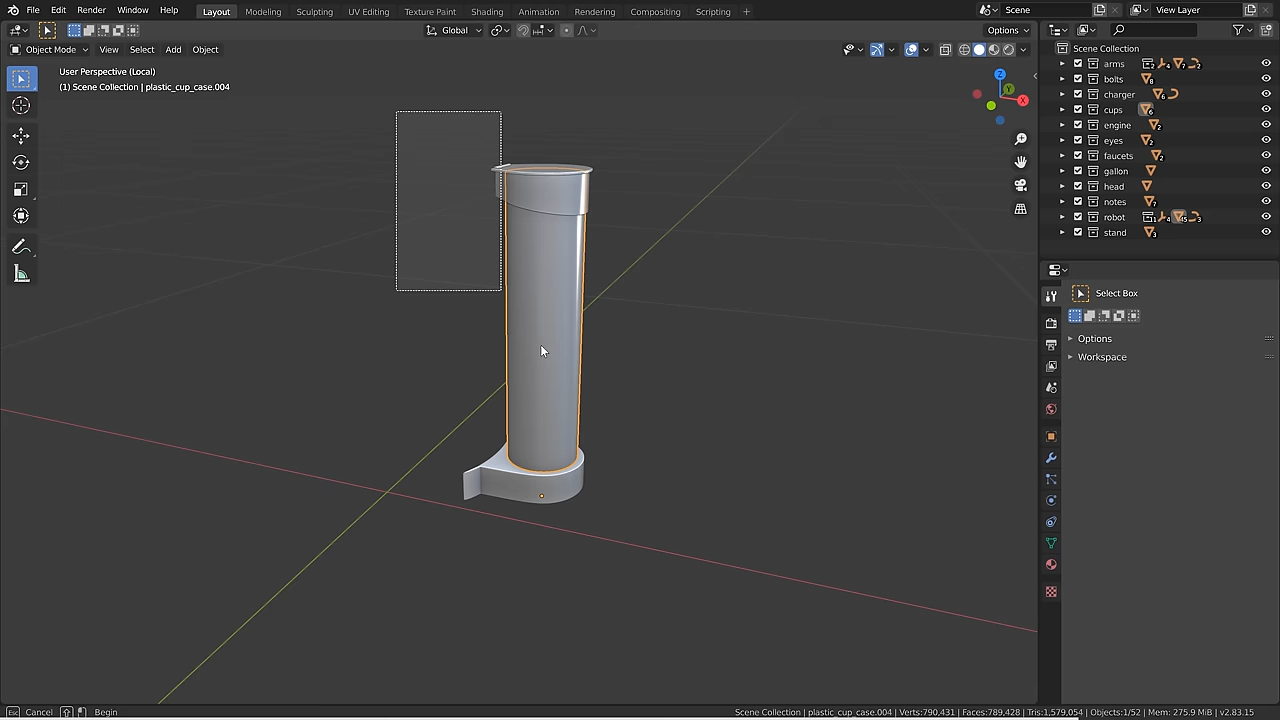 File Edit Render Window Help Layout Modeling Sculpting UV Editing Texture Paint Shading Animation Rendering Compositing Scripting + Scene View Layer
Global Options
Object Mode View Select Add Object
User Perspective (Local)
(1) Scene Collection | plastic_cup_case.004
Z
Y
X
Scene Collection
arms
bolts
charger
cups
engine
eyes
faucets
gallon
head
notes
robot
stand
Select Box
Options
Workspace
Esc Cancel Begin Scene Collection | plastic_cup_case.004 | Verts:790,431 | Faces:789,428 | Tris:1,579,054 | Objects:1/52 | Mem: 275.9 MiB | v2.83.15